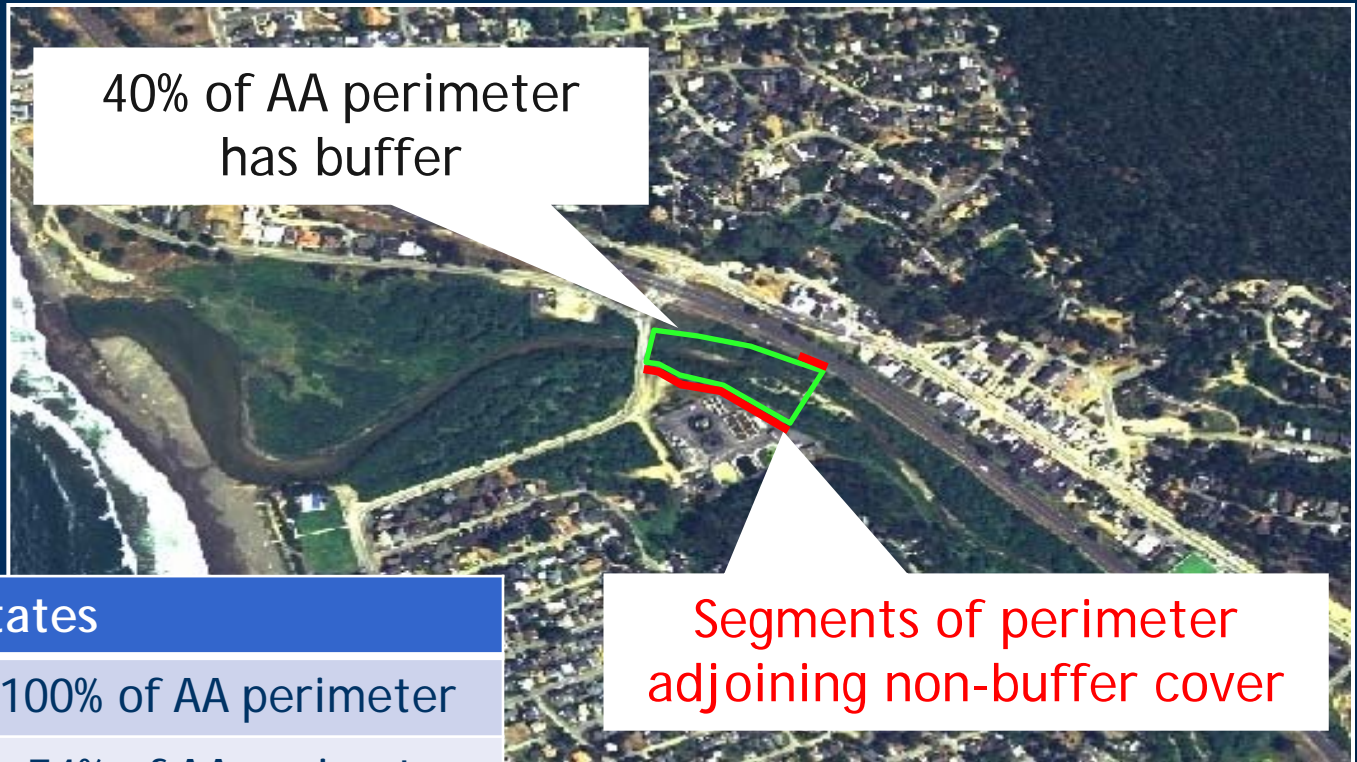 40% of AA perimeter
has buffer
tates
100% of AA perimeter
Segments of perimeter
adjoining non-buffer cover